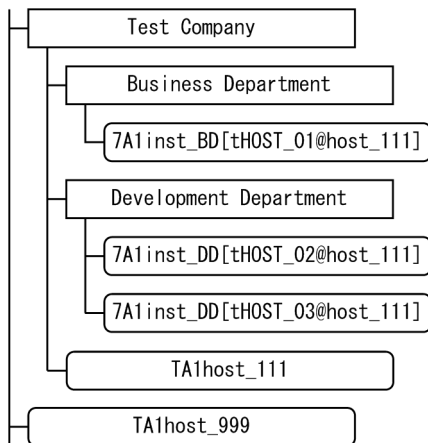 Test Company
Business Department
7A1inst_BD[tHOST_01@host_111]
Development Department
7A1inst_DD[tHOST_02@host_111]
7A1inst_DD[tHOST_03@host_111]
TA1host_111
TA1host_999